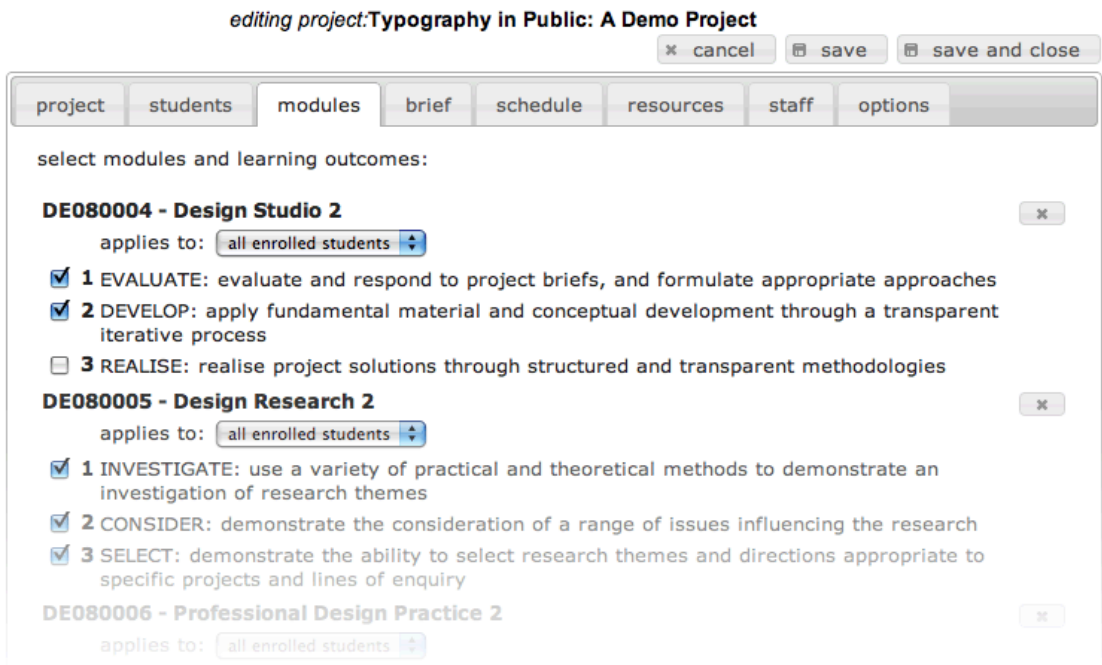 editing project:Typography in Public: A Demo Project
cancel save save and close
project students modules brief schedule resources staff options
select modules and learning outcomes:
DE080004 - Design Studio 2
applies to: all enrolled students
1 EVALUATE: evaluate and respond to project briefs, and formulate appropriate approaches
2 DEVELOP: apply fundamental material and conceptual development through a transparent
iterative process
3 REALISE: realise project solutions through structured and transparent methodologies
DE080005 - Design Research 2
applies to: all enrolled students
1 INVESTIGATE: use a variety of practical and theoretical methods to demonstrate an
investigation of research themes
2 CONSIDER: demonstrate the consideration of a range of issues influencing the research
3 SELECT: demonstrate the ability to select research themes and directions appropriate to
specific projects and lines of enquiry
DE080006 - Professional Design Practice 2
applies to: all enrolled students